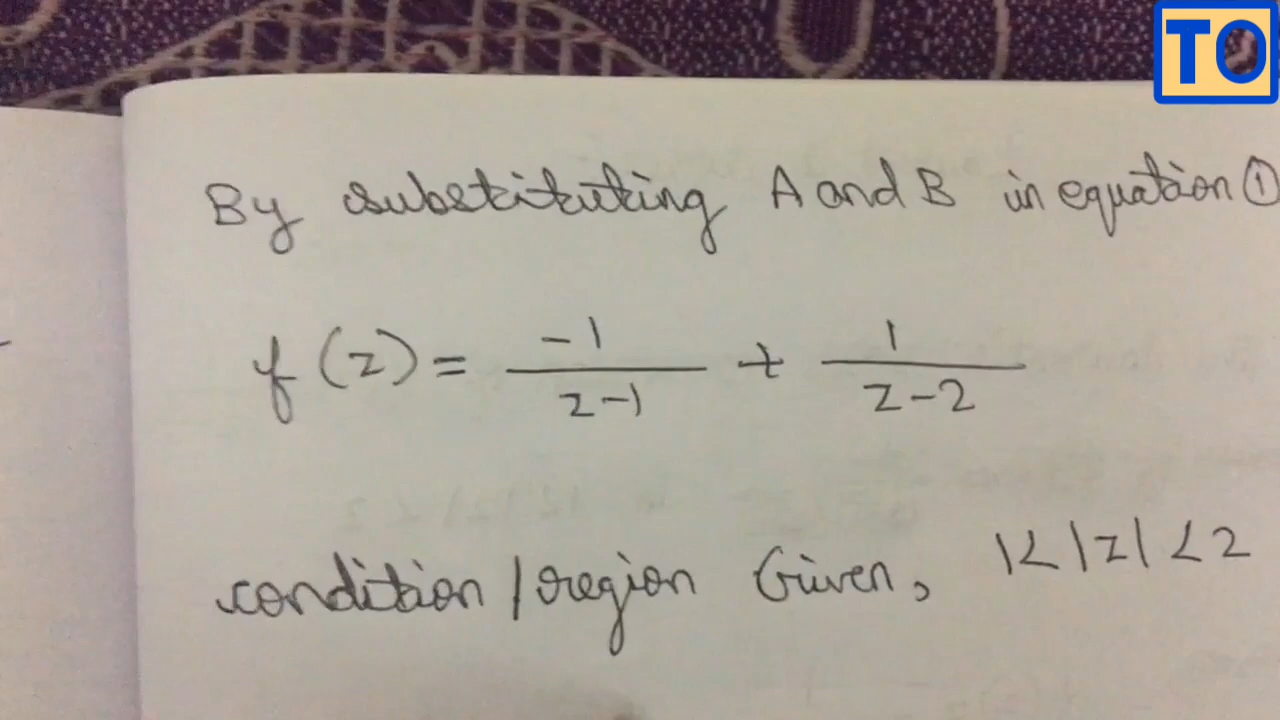 TO
By substituting A and B in equation ①
f(z) = -1/(z-1) + 1/(z-2)
condition / region Given, 1<|z|<2